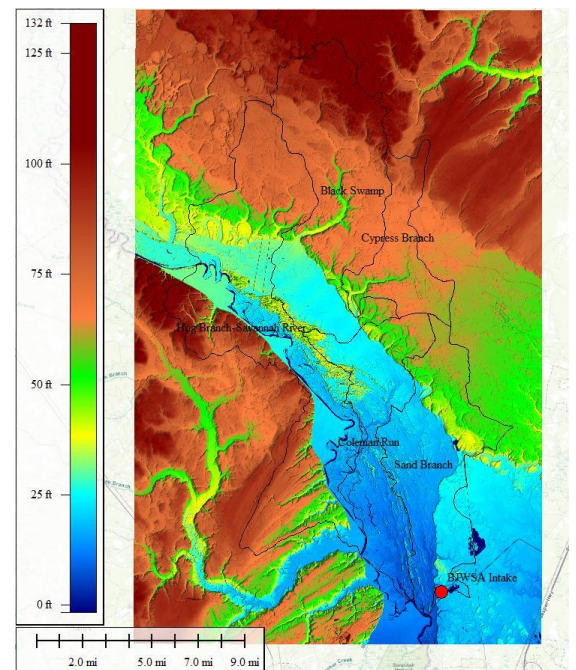 132 ft
125 ft
100 ft
75 ft
50 ft
25 ft
0 ft
Black Swamp
Cypress Branch
Hog Branch-Savannah River
Coleman Run
Sand Branch
BJWSA Intake
2.0 mi 5.0 mi 7.0 mi 9.0 mi